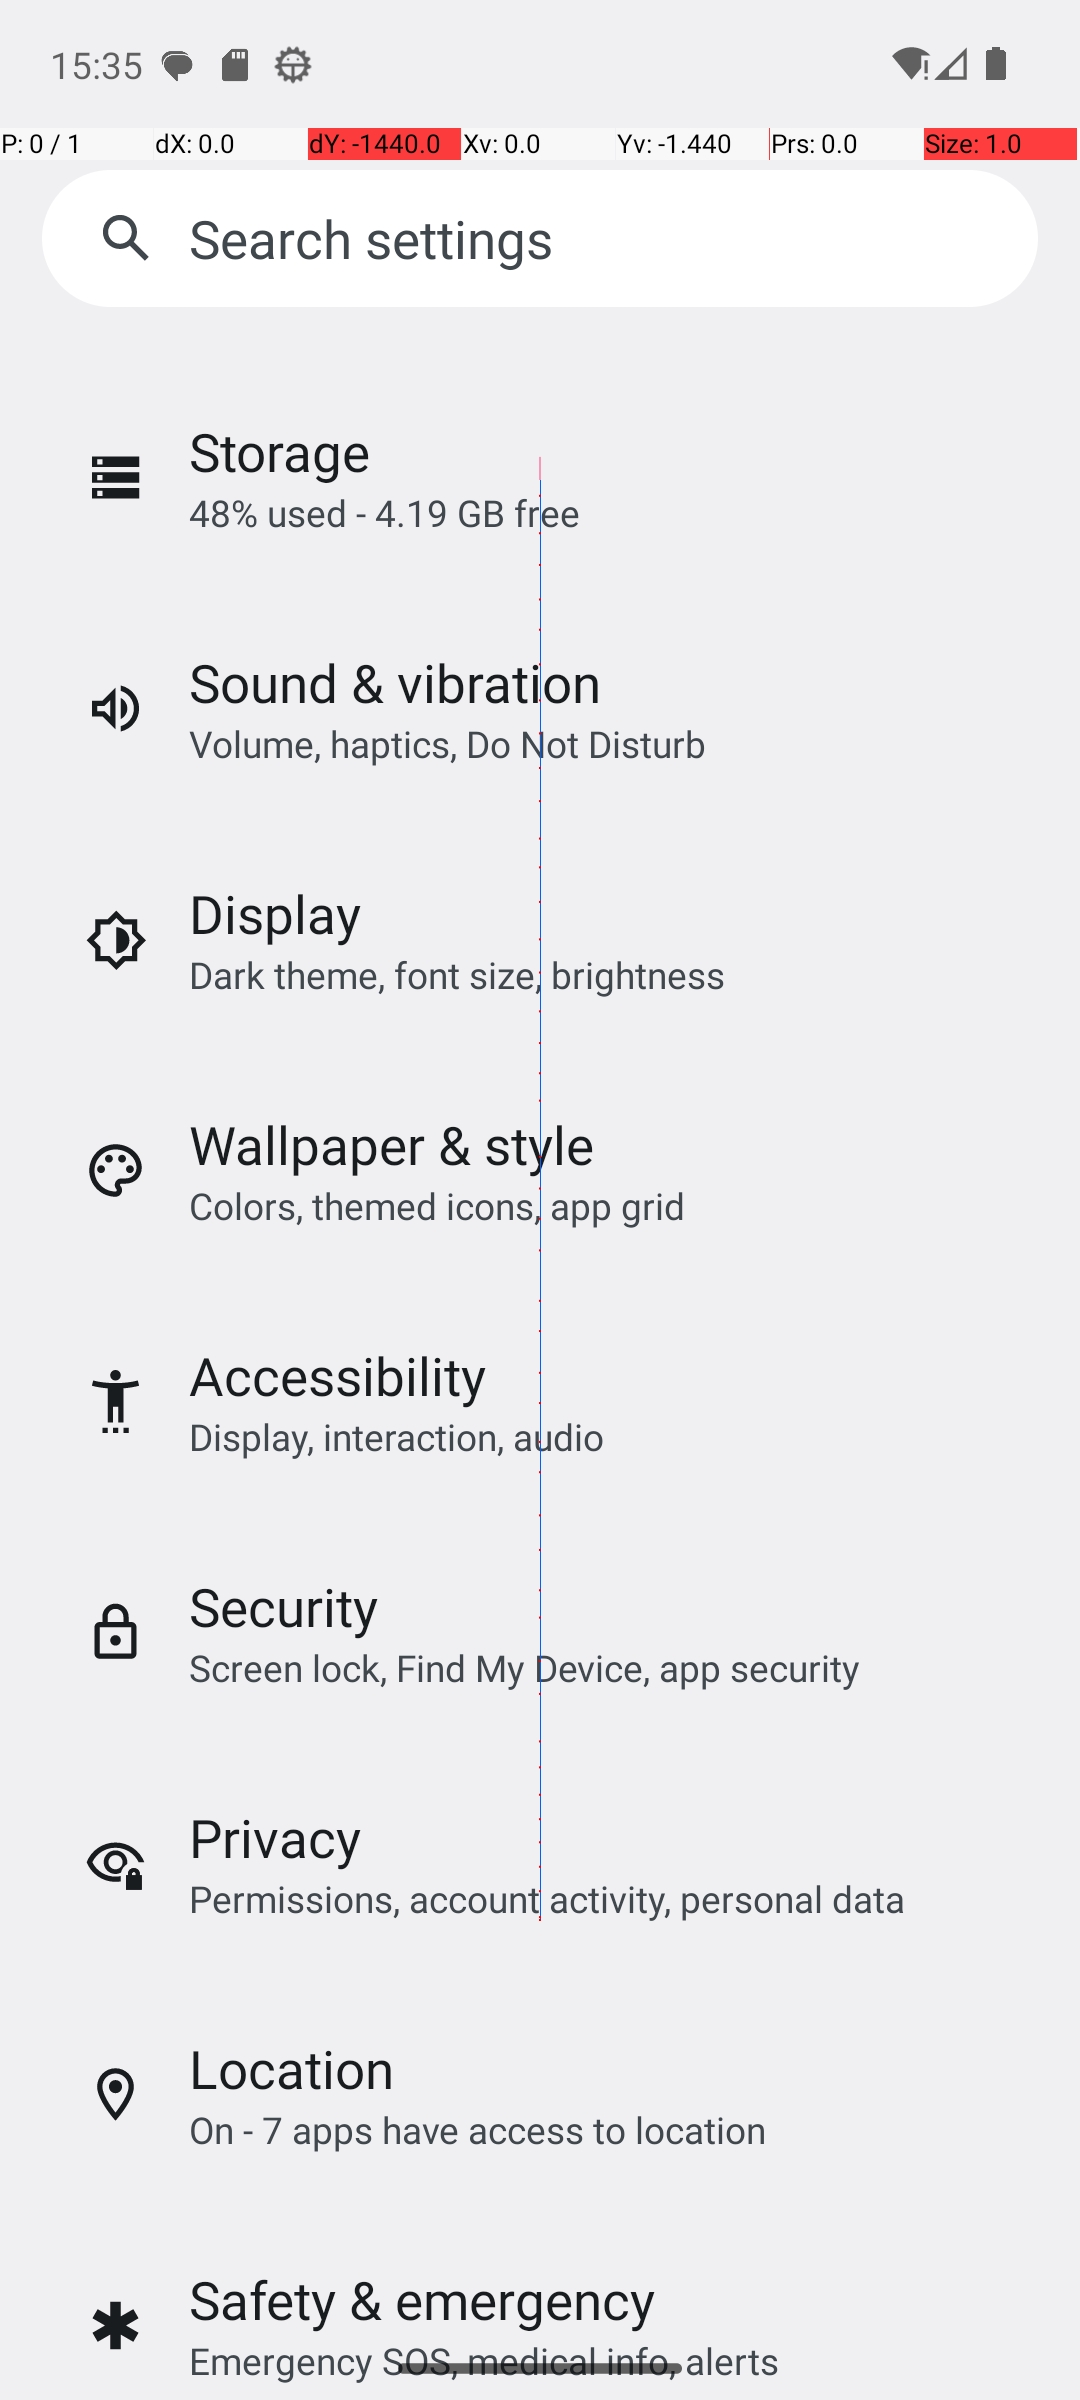 15:35
P: 0 / 1 dX: 0.0 dY: -1440.0 Xv: 0.0 Yv: -1.440 Prs: 0.0 Size: 1.0
Search settings
Storage
48% used - 4.19 GB free
Sound & vibration
Volume, haptics, Do Not Disturb
Display
Dark theme, font size, brightness
Wallpaper & style
Colors, themed icons, app grid
Accessibility
Display, interaction, audio
Security
Screen lock, Find My Device, app security
Privacy
Permissions, account activity, personal data
Location
On - 7 apps have access to location
Safety & emergency
Emergency SOS, medical info, alerts